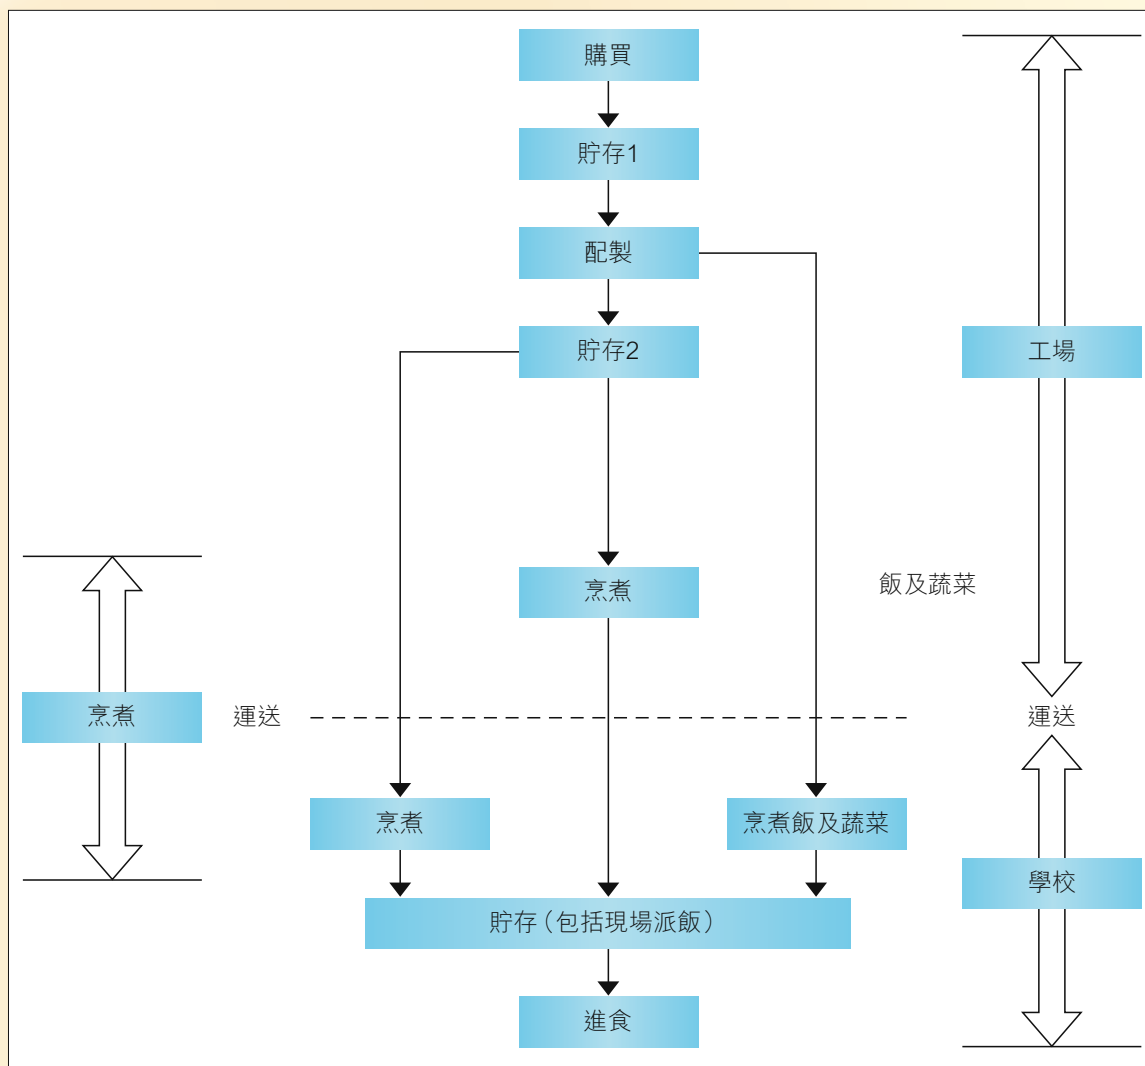 購買
貯存1
配製
貯存2
工場
烹煮
飯及蔬菜
烹煮
運送
運送
烹煮
烹煮飯及蔬菜
學校
貯存（包括現場派飯）
進食